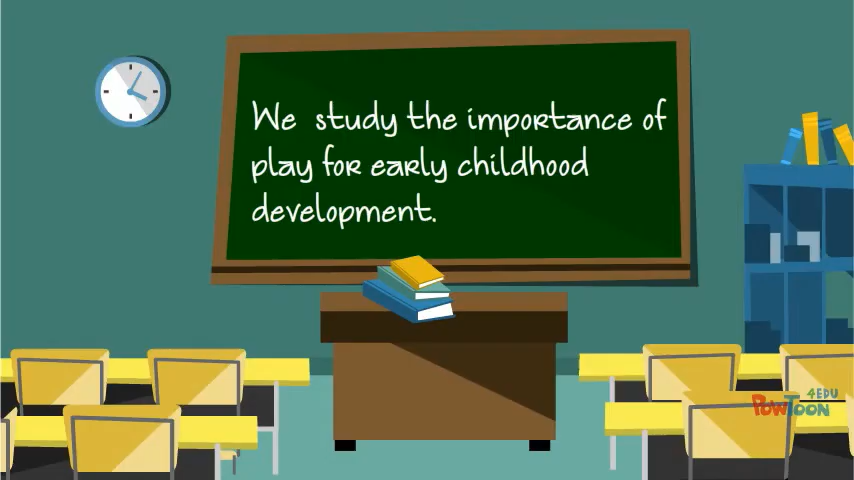 We study the importance of
play for early childhood
development.
4EDU
POWTOON